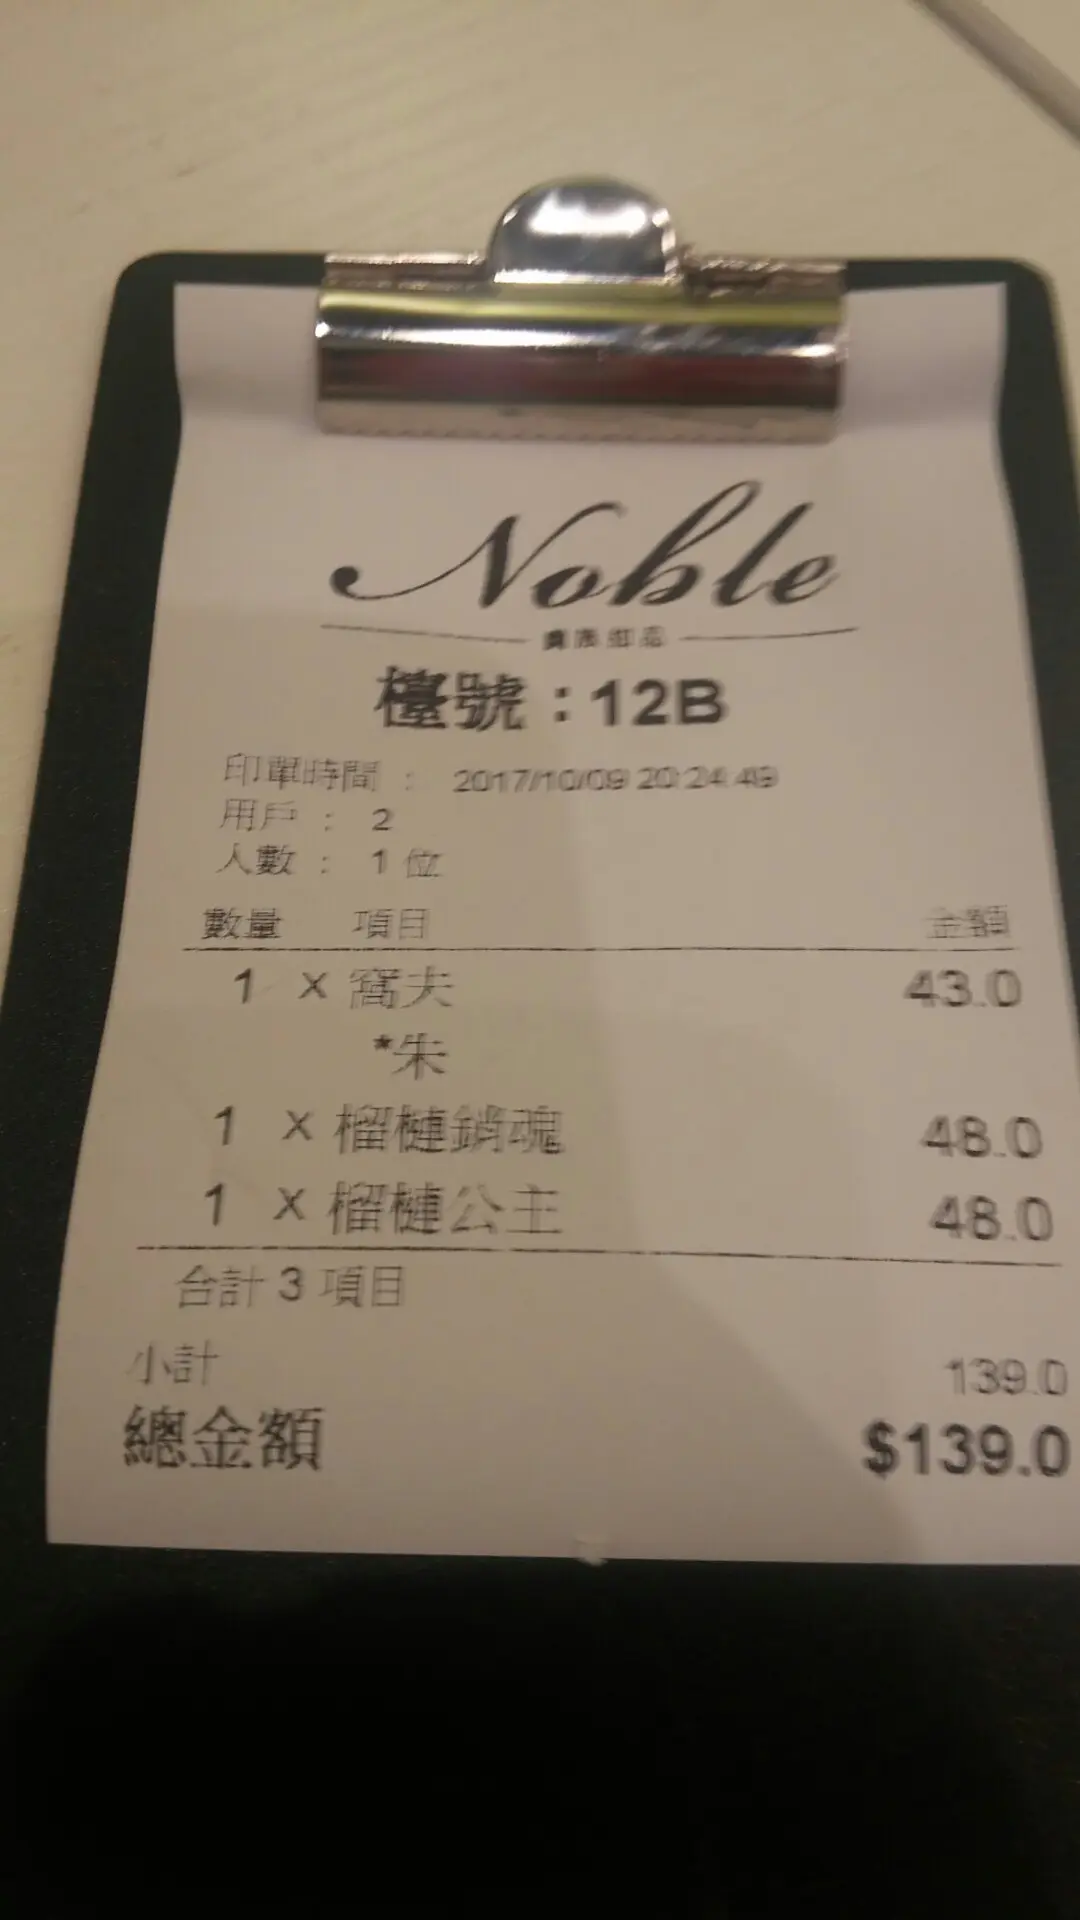 Noble
檯號：12B
印單時間 ： 2017/10/09 20:24:49
用戶 ： 2
人數 ： 1 位
數量 項目 金額
1 X 窩夫 43.0
*朱
1 X 榴槤銷魂 48.0
1 X 榴槤公主 48.0
合計 3 項目
小計 139.0
總金額 $139.0